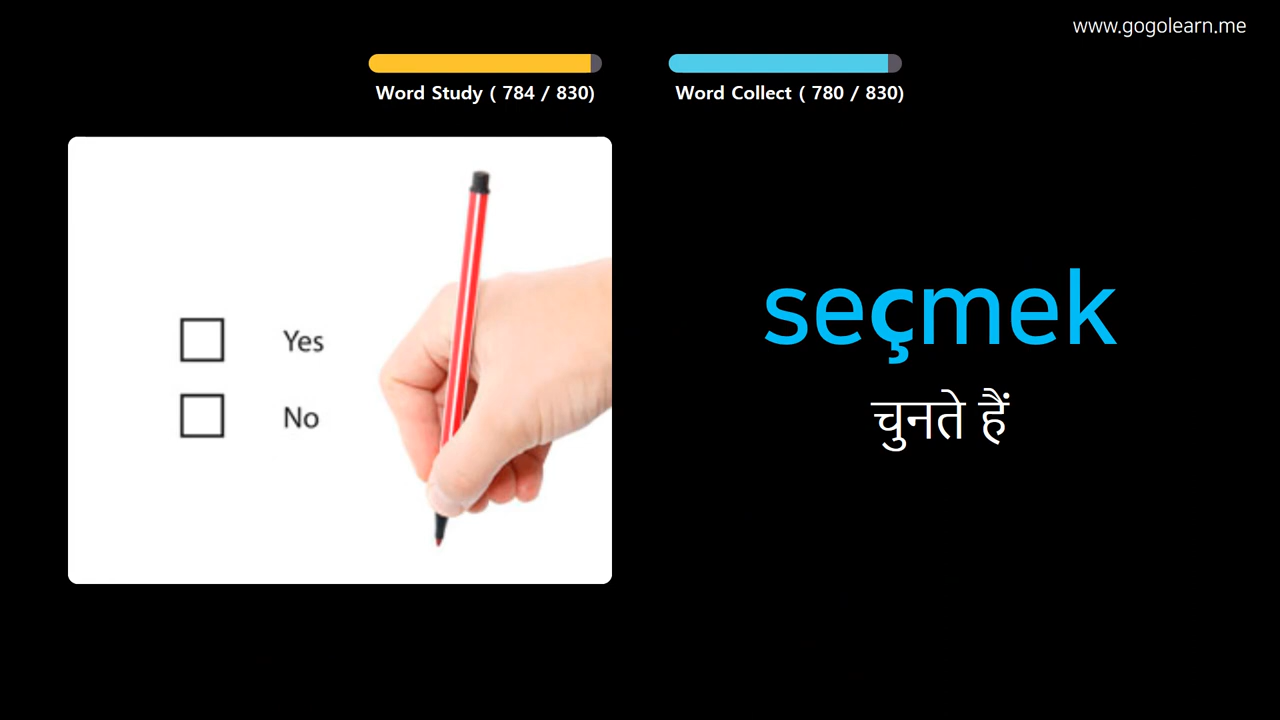 www.gogolearn.me
Word Study ( 784 / 830)
Word Collect ( 780 / 830)
Yes
No
seçmek
चुनते हैं